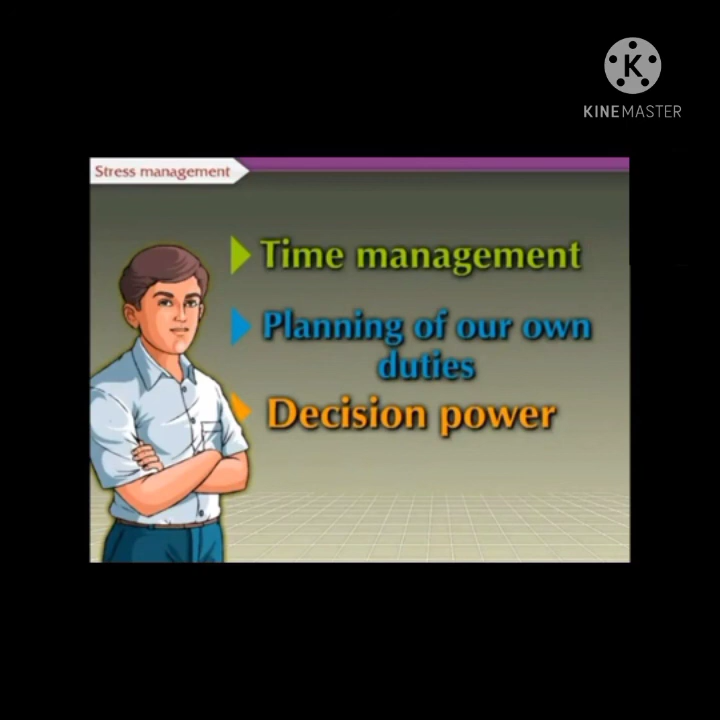 KINEMASTER
Stress management
Time management
Planning of our own
duties
Decision power